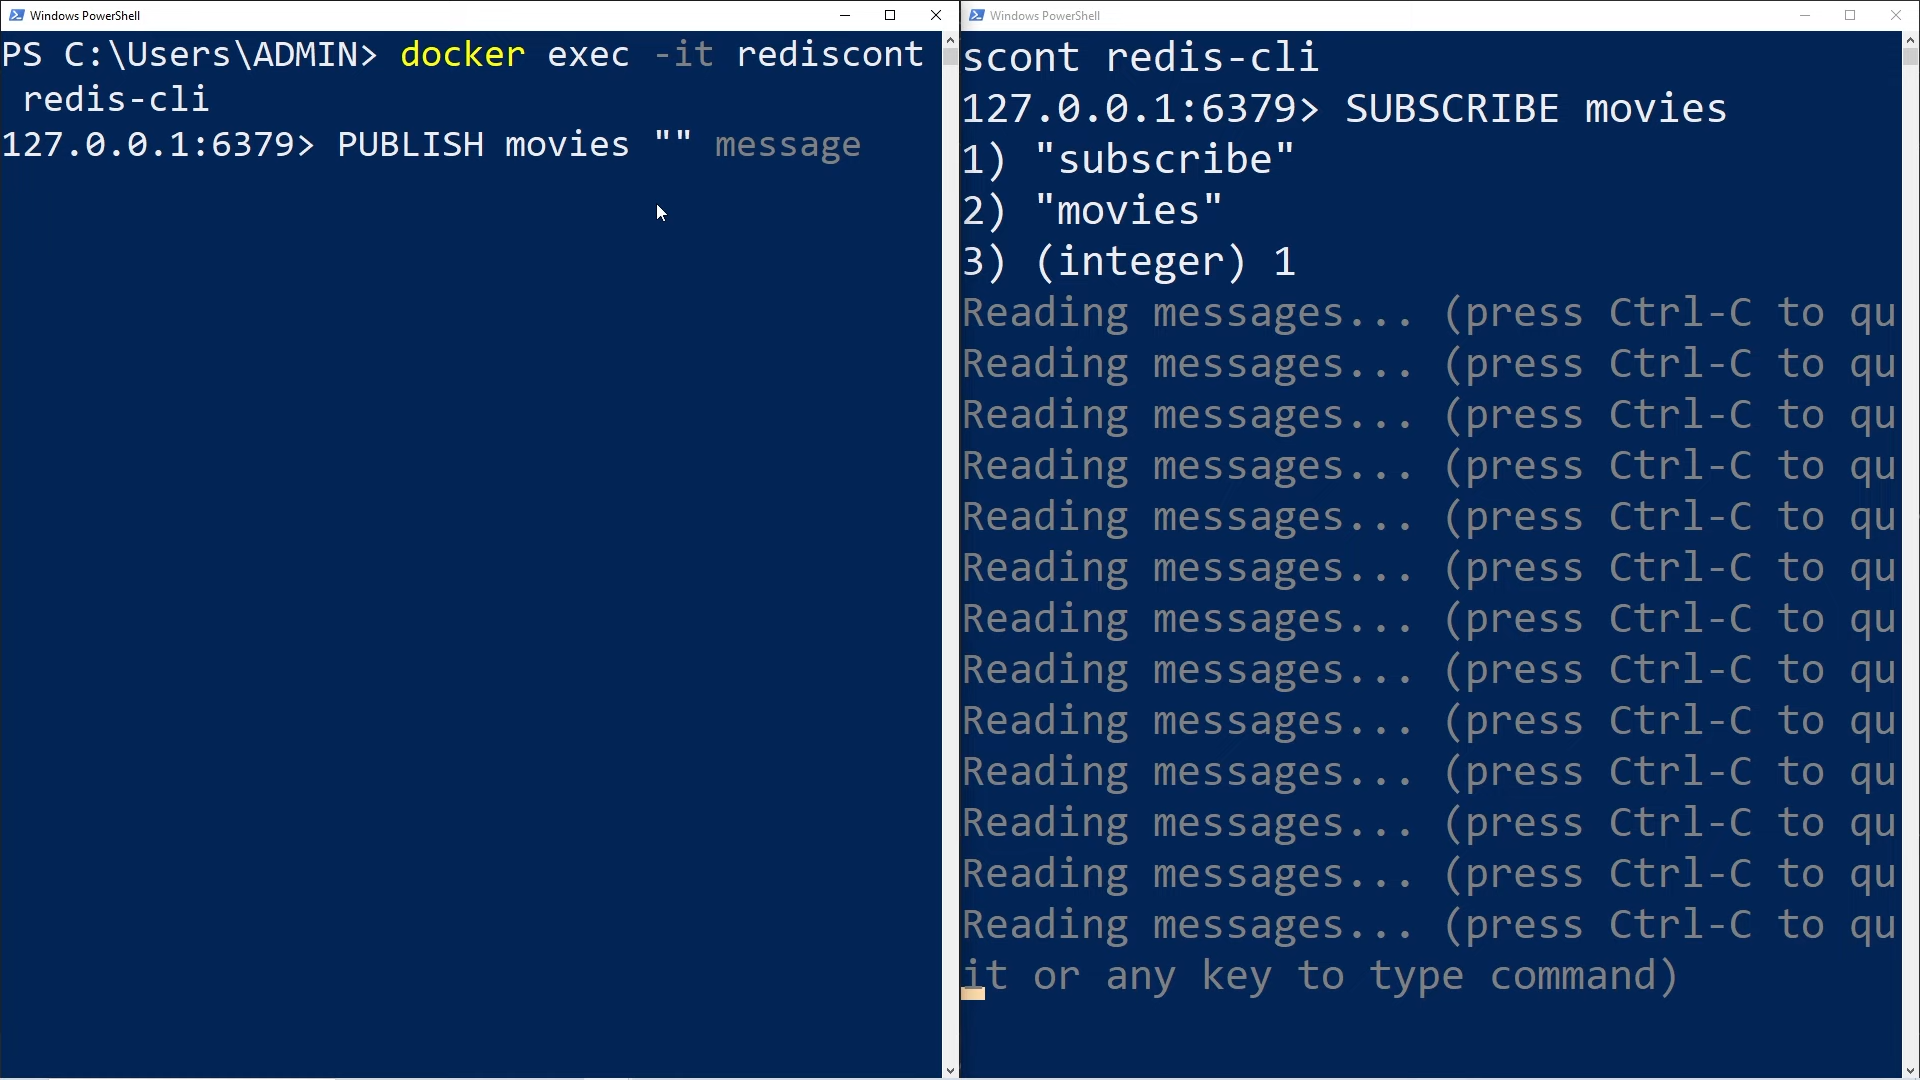 Windows PowerShell
PS C:\Users\ADMIN> docker exec -it rediscont
redis-cli
127.0.0.1:6379> PUBLISH movies "" message
Windows PowerShell
scont redis-cli
127.0.0.1:6379> SUBSCRIBE movies
1) "subscribe"
2) "movies"
3) (integer) 1
Reading messages... (press Ctrl-C to qu
Reading messages... (press Ctrl-C to qu
Reading messages... (press Ctrl-C to qu
Reading messages... (press Ctrl-C to qu
Reading messages... (press Ctrl-C to qu
Reading messages... (press Ctrl-C to qu
Reading messages... (press Ctrl-C to qu
Reading messages... (press Ctrl-C to qu
Reading messages... (press Ctrl-C to qu
Reading messages... (press Ctrl-C to qu
Reading messages... (press Ctrl-C to qu
Reading messages... (press Ctrl-C to qu
Reading messages... (press Ctrl-C to qu
it or any key to type command)